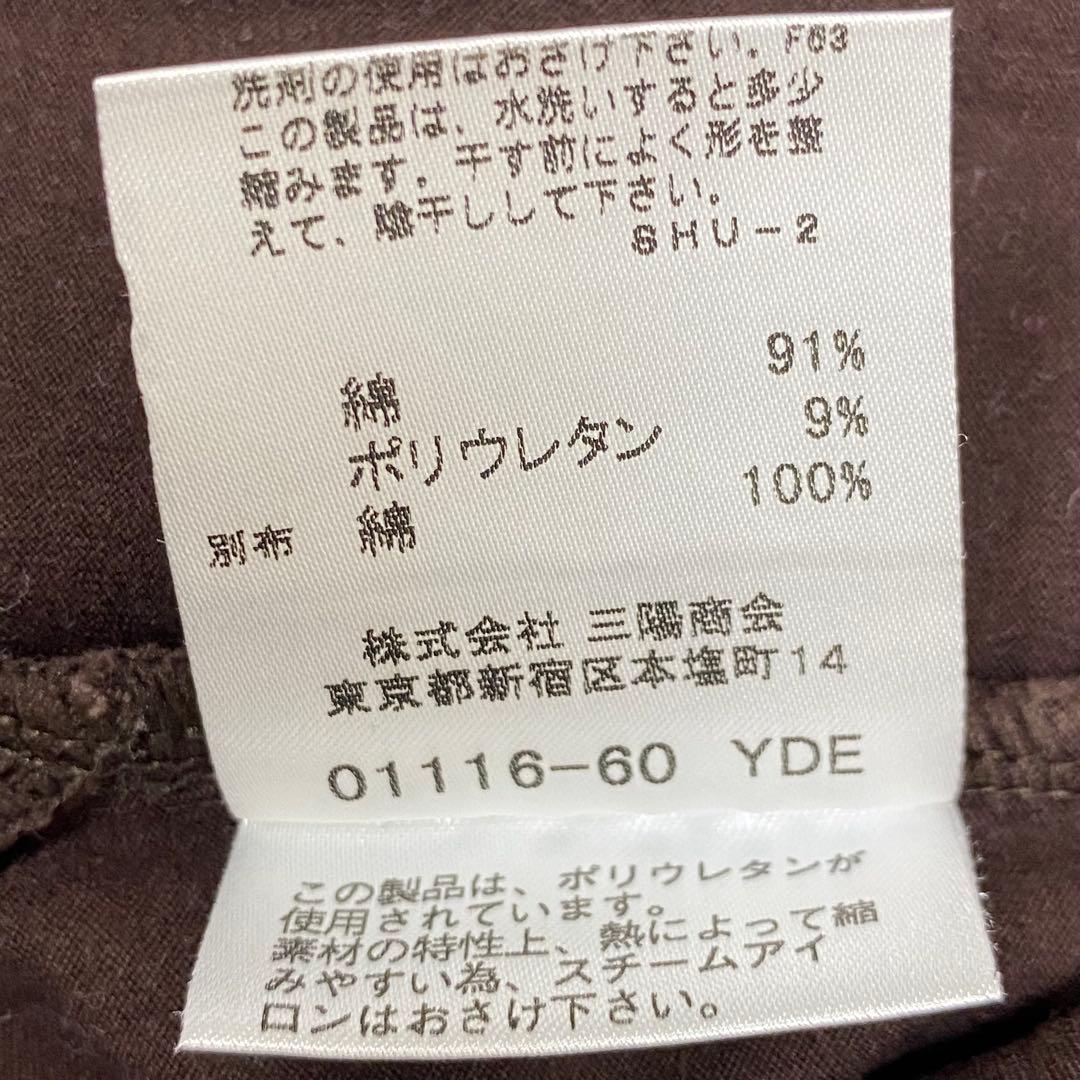 洗剤の使用はおさけ下さい。F63
この製品は、水洗いすると多少
縮みます。干す前によく形を整
えて、陰干しして下さい。
SHU-2
綿 91%
ポリウレタン 9%
別布 綿 100%
株式会社 三陽商会
東京都新宿区本塩町14
01116-60 YDE
この製品は、ポリウレタンが
使用されています。
素材の特性上、熱によって縮
みやすい為、スチームアイ
ロンはおさけ下さい。